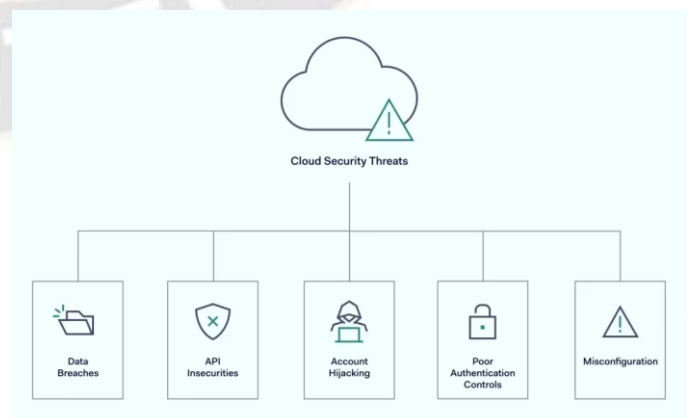 Cloud Security Threats
Data
Breaches
API
Insecurities
Account
Hijacking
Poor
Authentication
Controls
Misconfiguration